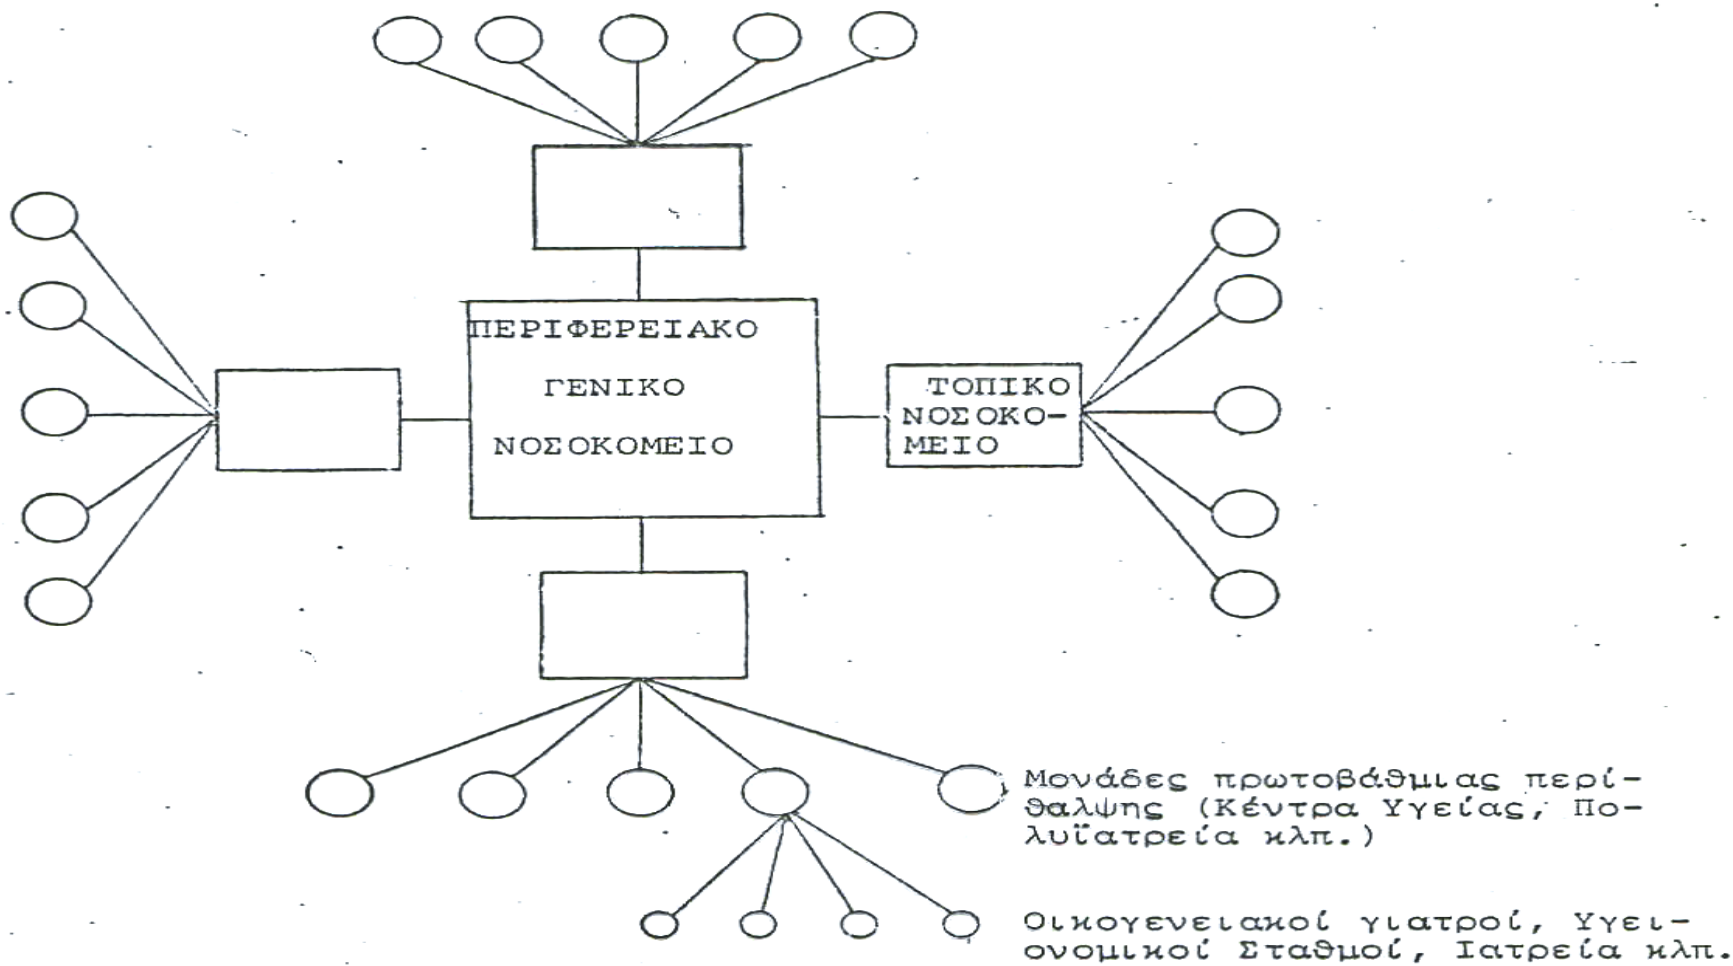 ΠΕΡΙΦΕΡΕΙΑΚΟ
ΓΕΝΙΚΟ
ΝΟΣΟΚΟΜΕΙΟ
ΤΟΠΙΚΟ
ΝΟΣΟΚΟ-
ΜΕΙΟ
Μονάδες πρωτοβάθμιας περί-
θαλψης (Κέντρα Υγείας, Πο-
λυϊατρεία κλπ.)
Οικογενειακοί γιατροί, Υγει-
ονομικοί Σταθμοί, Ιατρεία κλπ.